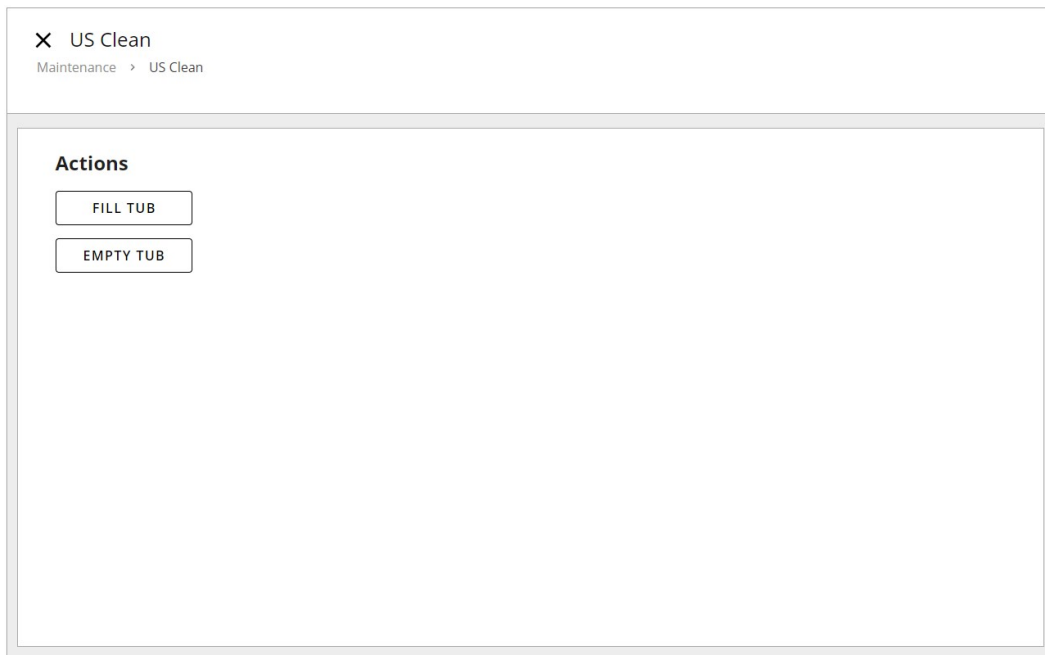 US Clean
Maintenance > US Clean
Actions
FILL TUB
EMPTY TUB